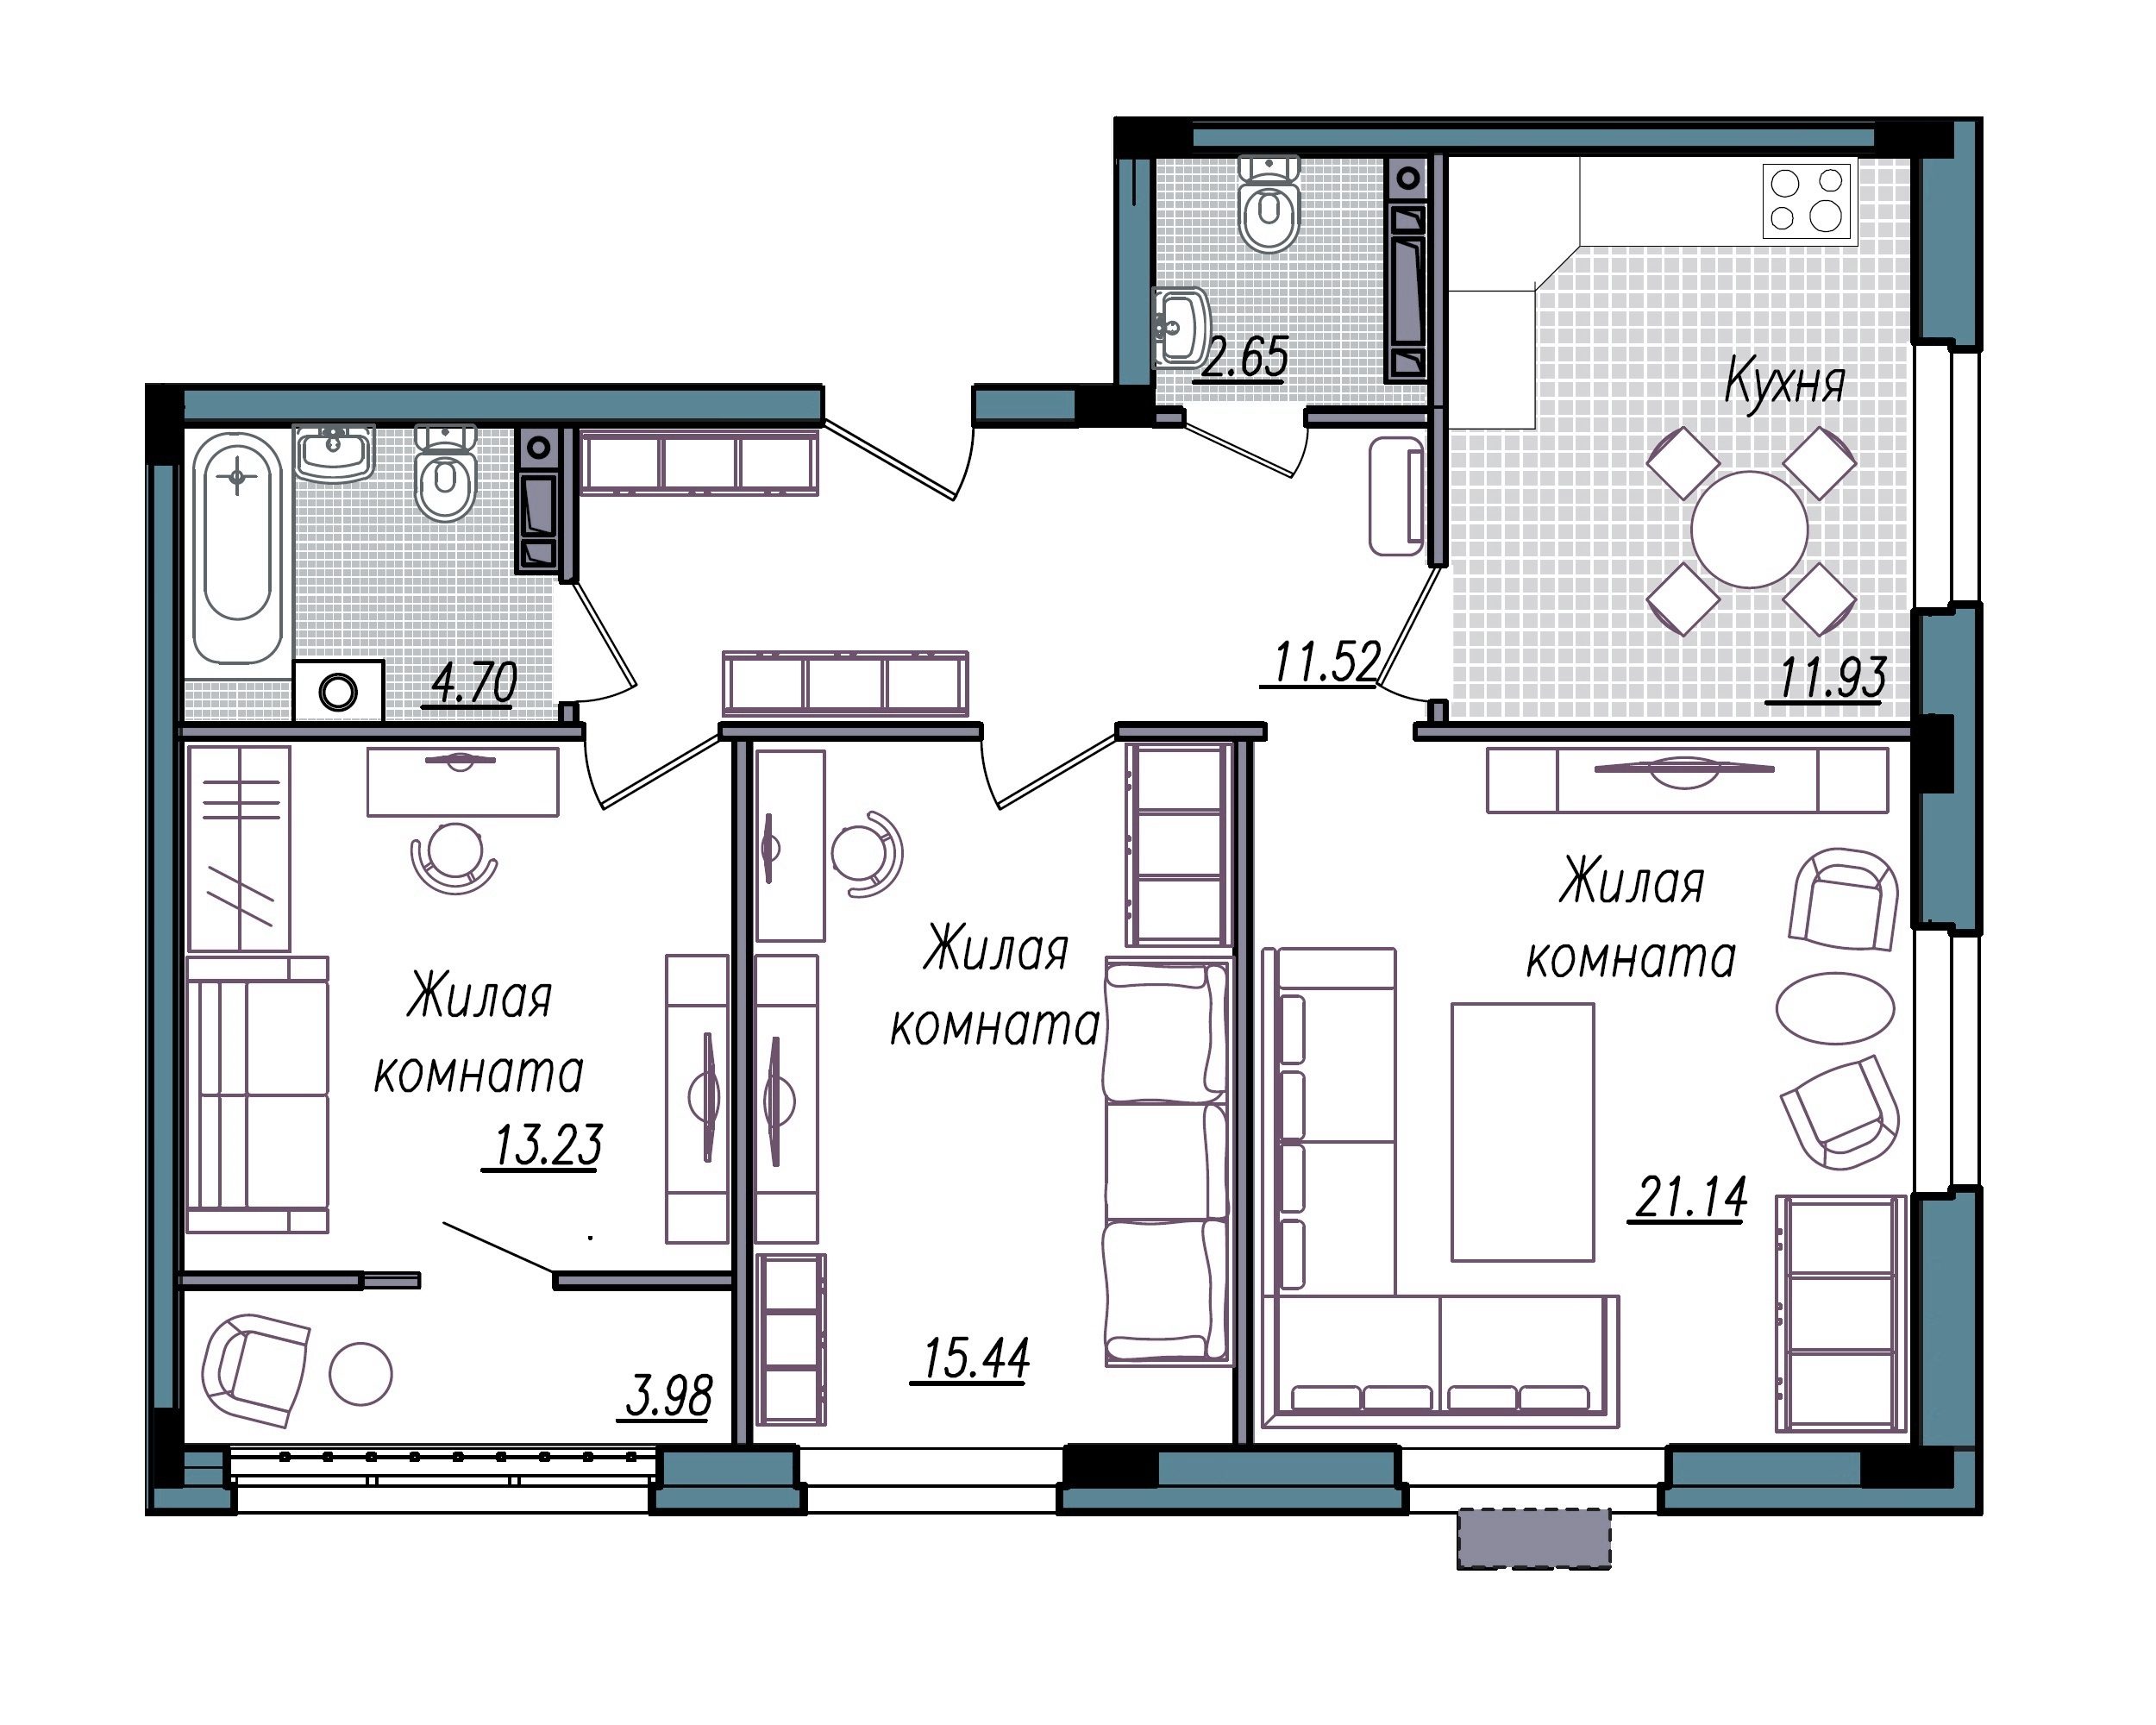 2.65
Кухня
11.52
11.93
4.70
Жилая
комната
21.14
Жилая
комната
15.44
Жилая
комната
13.23
3.98